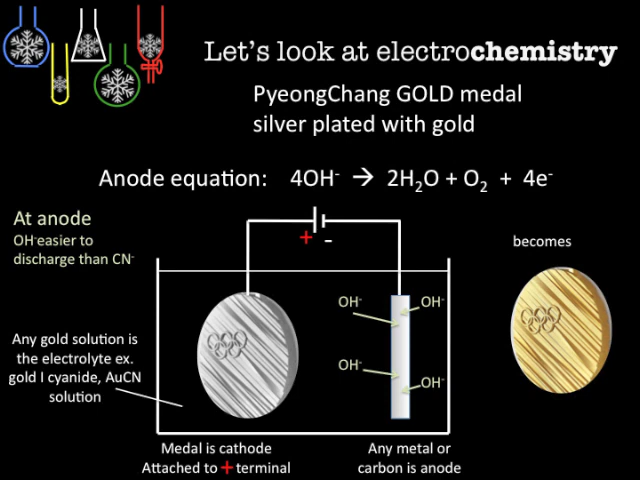 Let's look at electrochemistry
PyeongChang GOLD medal
silver plated with gold
Anode equation: 4OH⁻ → 2H₂O + O₂ + 4e⁻
At anode
OH⁻easier to
discharge than CN⁻
+ -
becomes
OH⁻ OH⁻
OH⁻ OH⁻
Any gold solution is
the electrolyte ex.
gold I cyanide, AuCN
solution
Medal is cathode
Attached to + terminal
Any metal or
carbon is anode